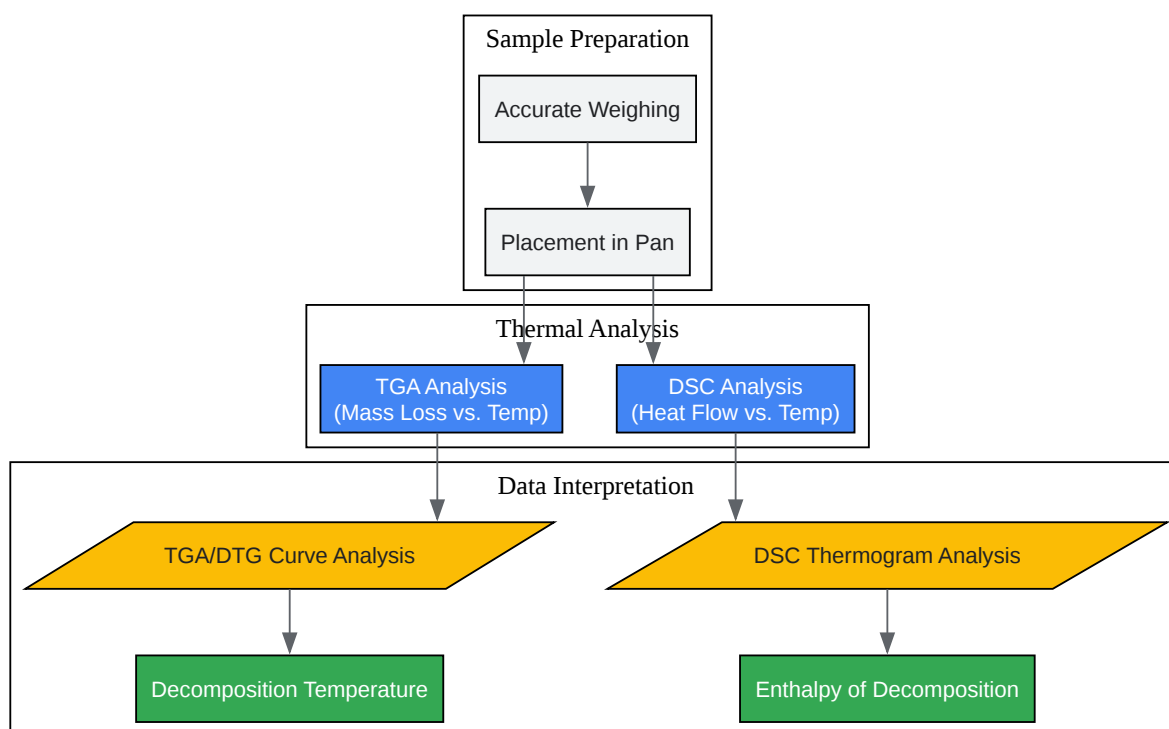 Sample Preparation
Accurate Weighing
Placement in Pan
Thermal Analysis
TGA Analysis
(Mass Loss vs. Temp)
DSC Analysis
(Heat Flow vs. Temp)
Data Interpretation
TGA/DTG Curve Analysis
DSC Thermogram Analysis
Decomposition Temperature
Enthalpy of Decomposition